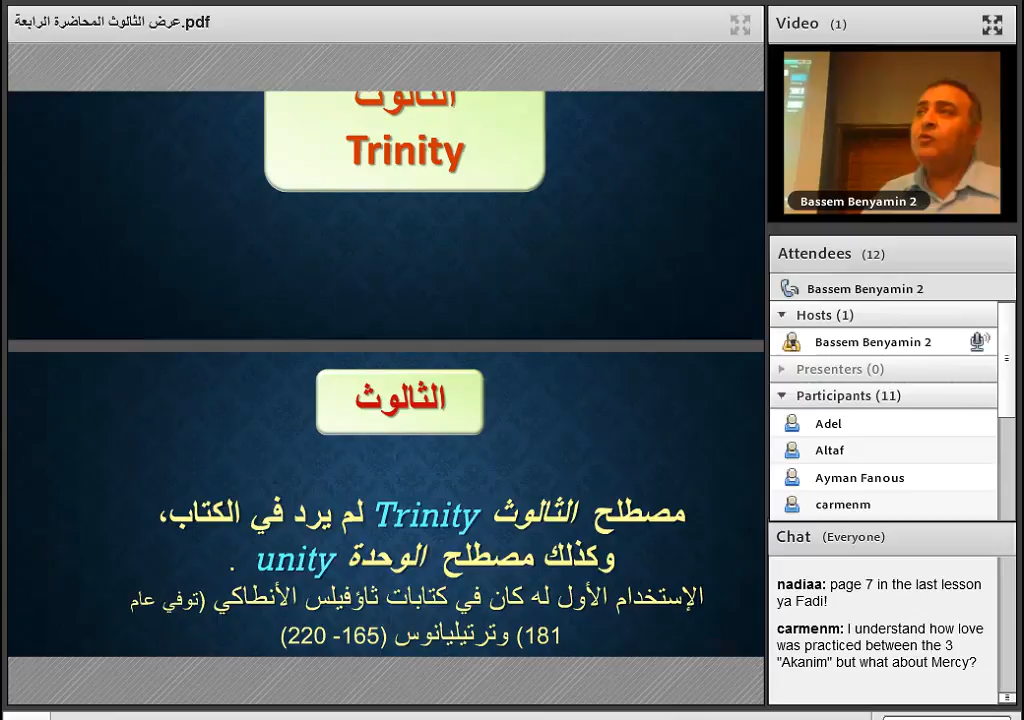 عرض الثالوث المحاضرة الرابعة.pdf
الثالوث
Trinity
الثالوث
مصطلح الثالوث Trinity لم يرد في الكتاب،
وكذلك مصطلح الوحدة unity .
الإستخدام الأول له كان في كتابات ثاؤفيلس الأنطاكي (توفي عام
181) وترتيليانوس (165- 220)
Video (1)
Bassem Benyamin 2
Attendees (12)
Bassem Benyamin 2
Hosts (1)
Bassem Benyamin 2
Presenters (0)
Participants (11)
Adel
Altaf
Ayman Fanous
carmenm
Chat (Everyone)
nadiaa: page 7 in the last lesson
ya Fadi!
carmenm: I understand how love
was practiced between the 3
"Akanim" but what about Mercy?